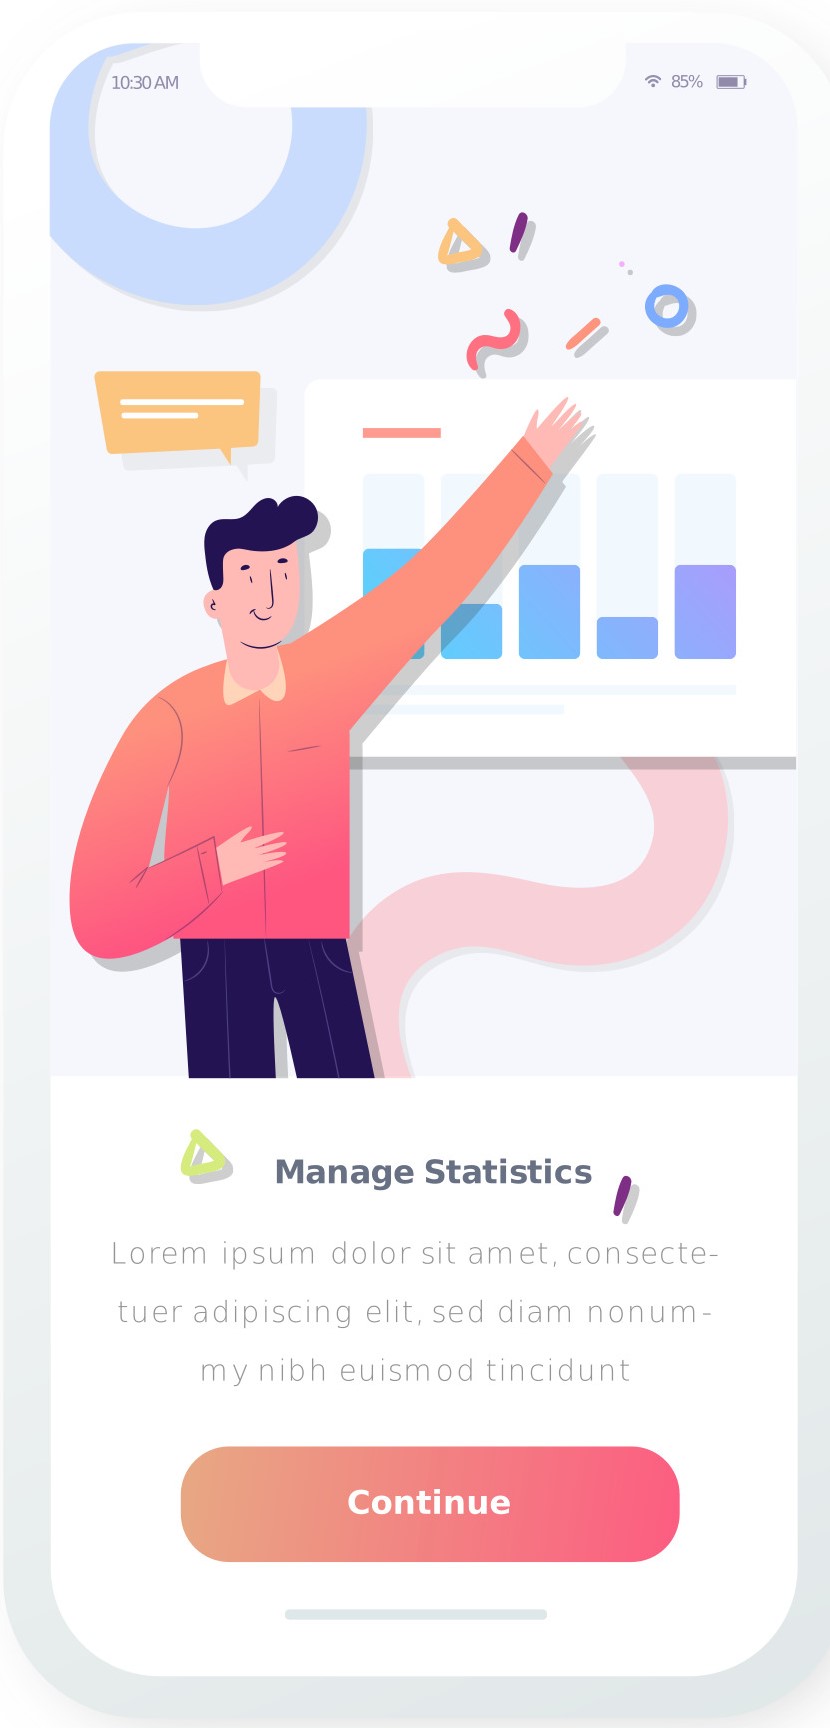 10:30 AM 85%
Manage Statistics
Lorem ipsum dolor sit amet, consecte-
tuer adipiscing elit, sed diam nonum-
my nibh euismod tincidunt
Continue